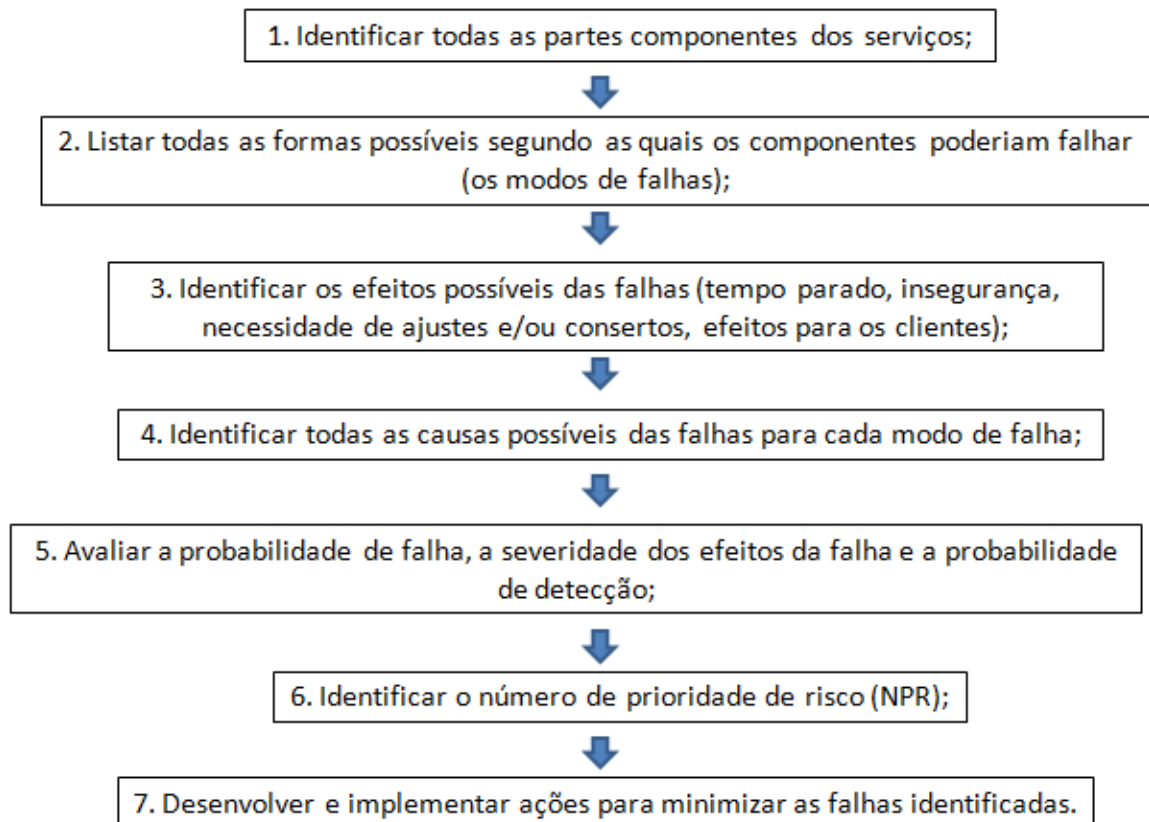 1. Identificar todas as partes componentes dos serviços;
2. Listar todas as formas possíveis segundo as quais os componentes poderiam falhar
(os modos de falhas);
3. Identificar os efeitos possíveis das falhas (tempo parado, insegurança,
necessidade de ajustes e/ou consertos, efeitos para os clientes);
4. Identificar todas as causas possíveis das falhas para cada modo de falha;
5. Avaliar a probabilidade de falha, a severidade dos efeitos da falha e a probabilidade
de detecção;
6. Identificar o número de prioridade de risco (NPR);
7. Desenvolver e implementar ações para minimizar as falhas identificadas.